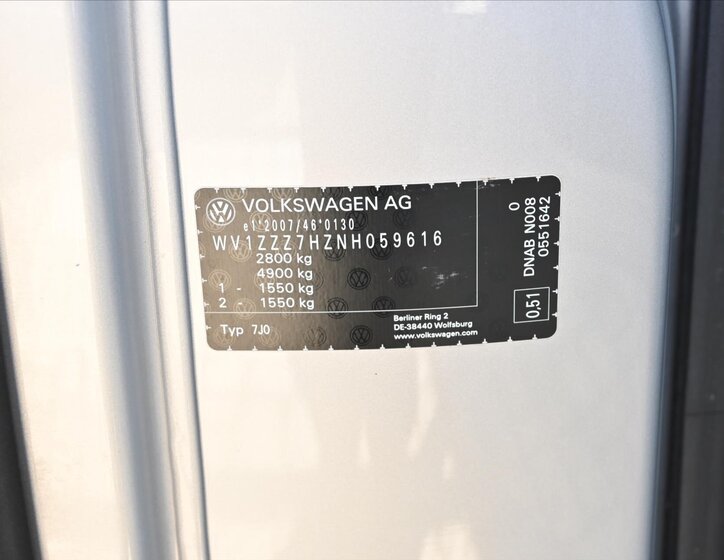 VOLKSWAGEN AG
e1*2007/46*0130
WV1ZZZ7HZNH059616
2800 kg
4900 kg
1 - 1550 kg
2 - 1550 kg
Typ 7J0
Berliner Ring 2
DE-38440 Wolfsburg
www.volkswagen.com
0,51
DNAB N008 0
0551642